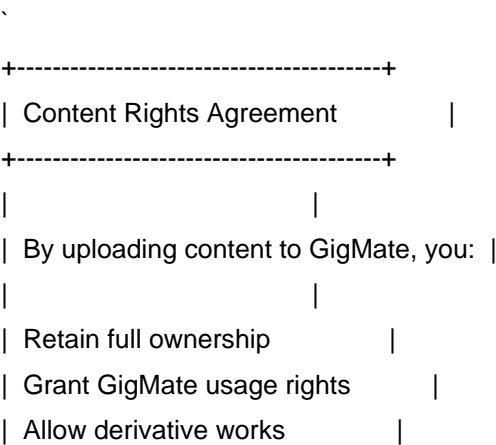 `
+-----------------------------------------+
| Content Rights Agreement |
+-----------------------------------------+
| |
| By uploading content to GigMate, you: |
| |
| Retain full ownership |
| Grant GigMate usage rights |
| Allow derivative works |